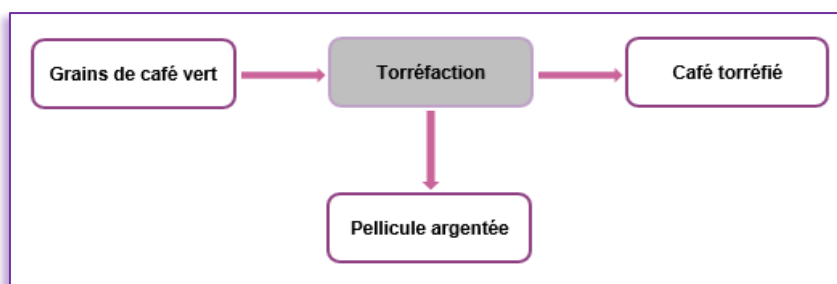 Grains de café vert
Torréfaction
Café torréfié
Pellicule argentée